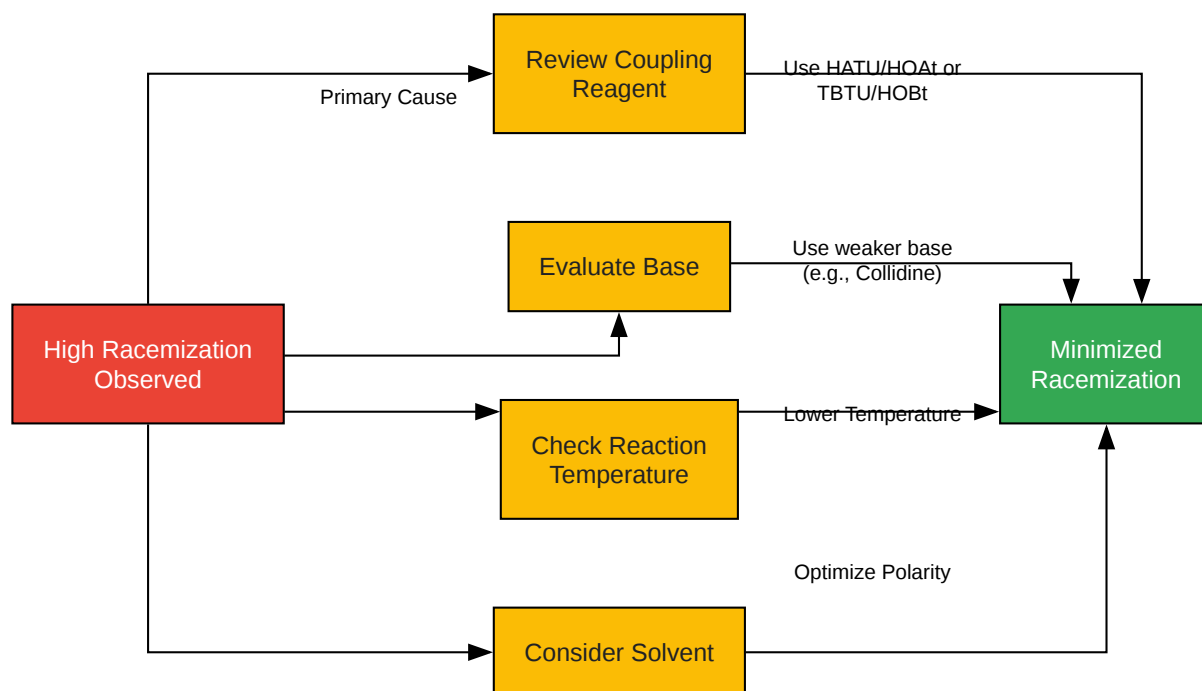 Review Coupling
Reagent
Use HATU/HOAt or
TBTU/HOBt
Primary Cause
Evaluate Base
Use weaker base
(e.g., Collidine)
High Racemization
Observed
Minimized
Racemization
Check Reaction
Temperature
Lower Temperature
Optimize Polarity
Consider Solvent